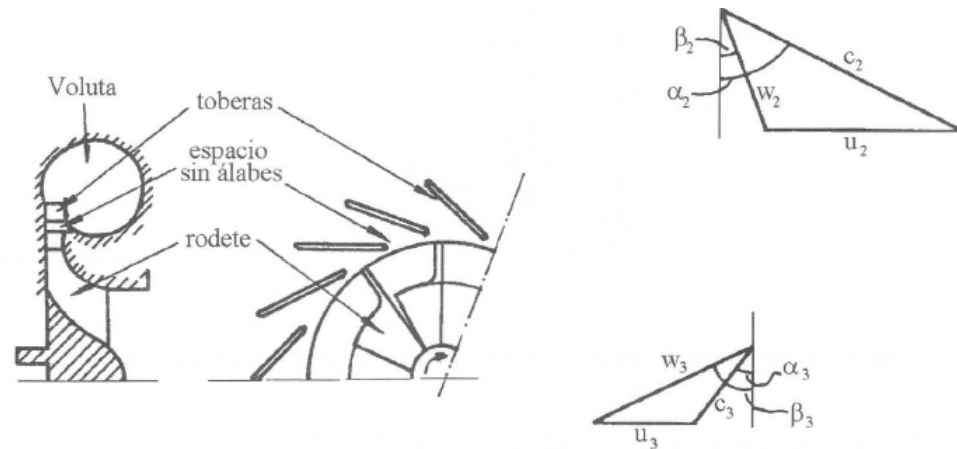 Voluta
toberas
espacio
sin álabes
rodete
β2
α2
w2
c2
u2
w3
c3
α3
β3
u3